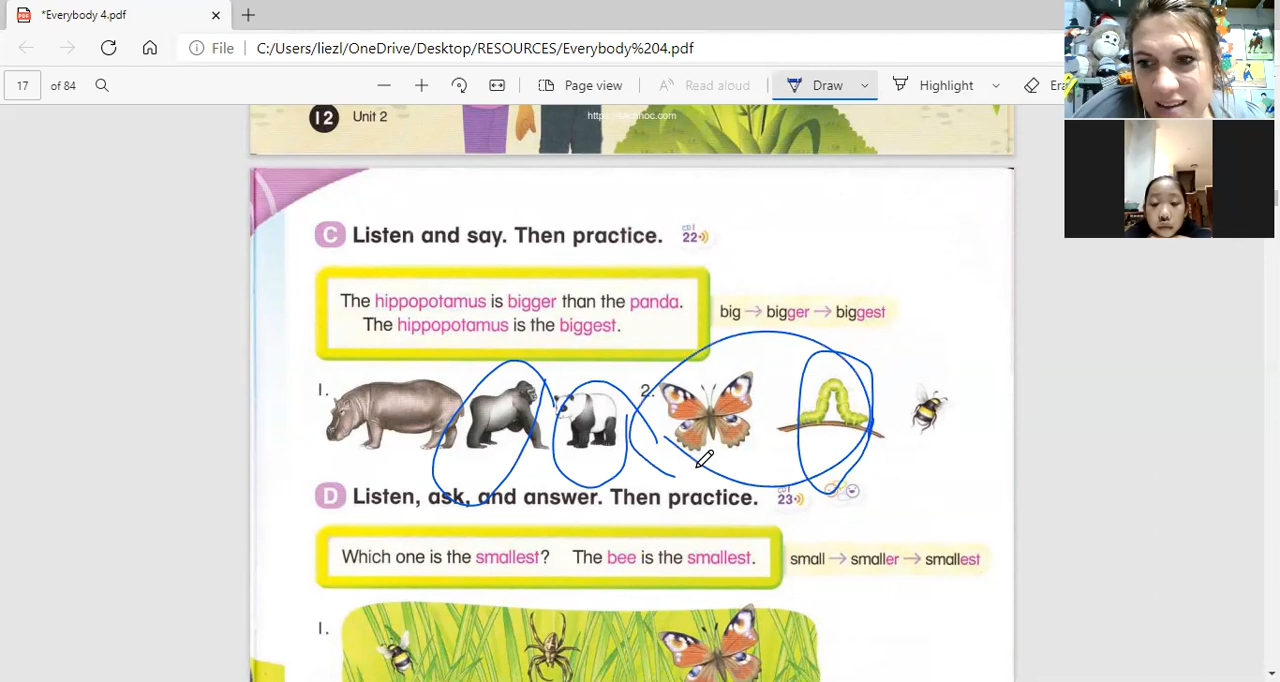 *Everybody 4.pdf
File C:/Users/liezl/OneDrive/Desktop/RESOURCES/Everybody%204.pdf
17 of 84 Page view Read aloud Draw Highlight Era
12 Unit 2
C Listen and say. Then practice. CD1 22
The hippopotamus is bigger than the panda.
The hippopotamus is the biggest.
big → bigger → biggest
1. 2.
D Listen, ask, and answer. Then practice. CD1 23
Which one is the smallest? The bee is the smallest.
small → smaller → smallest
1.